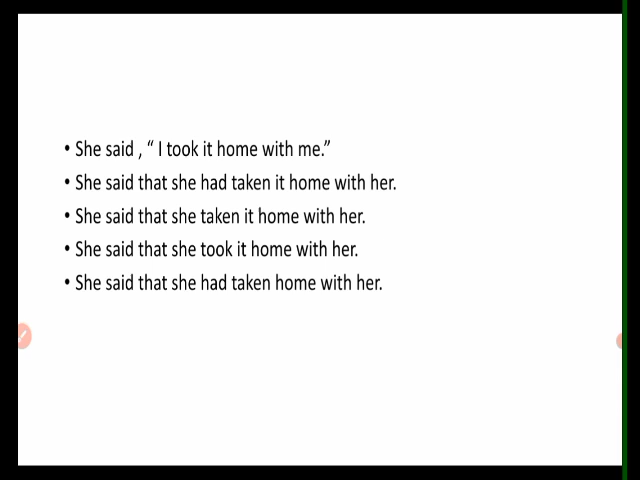 • She said , “ I took it home with me.”
• She said that she had taken it home with her.
• She said that she taken it home with her.
• She said that she took it home with her.
• She said that she had taken home with her.